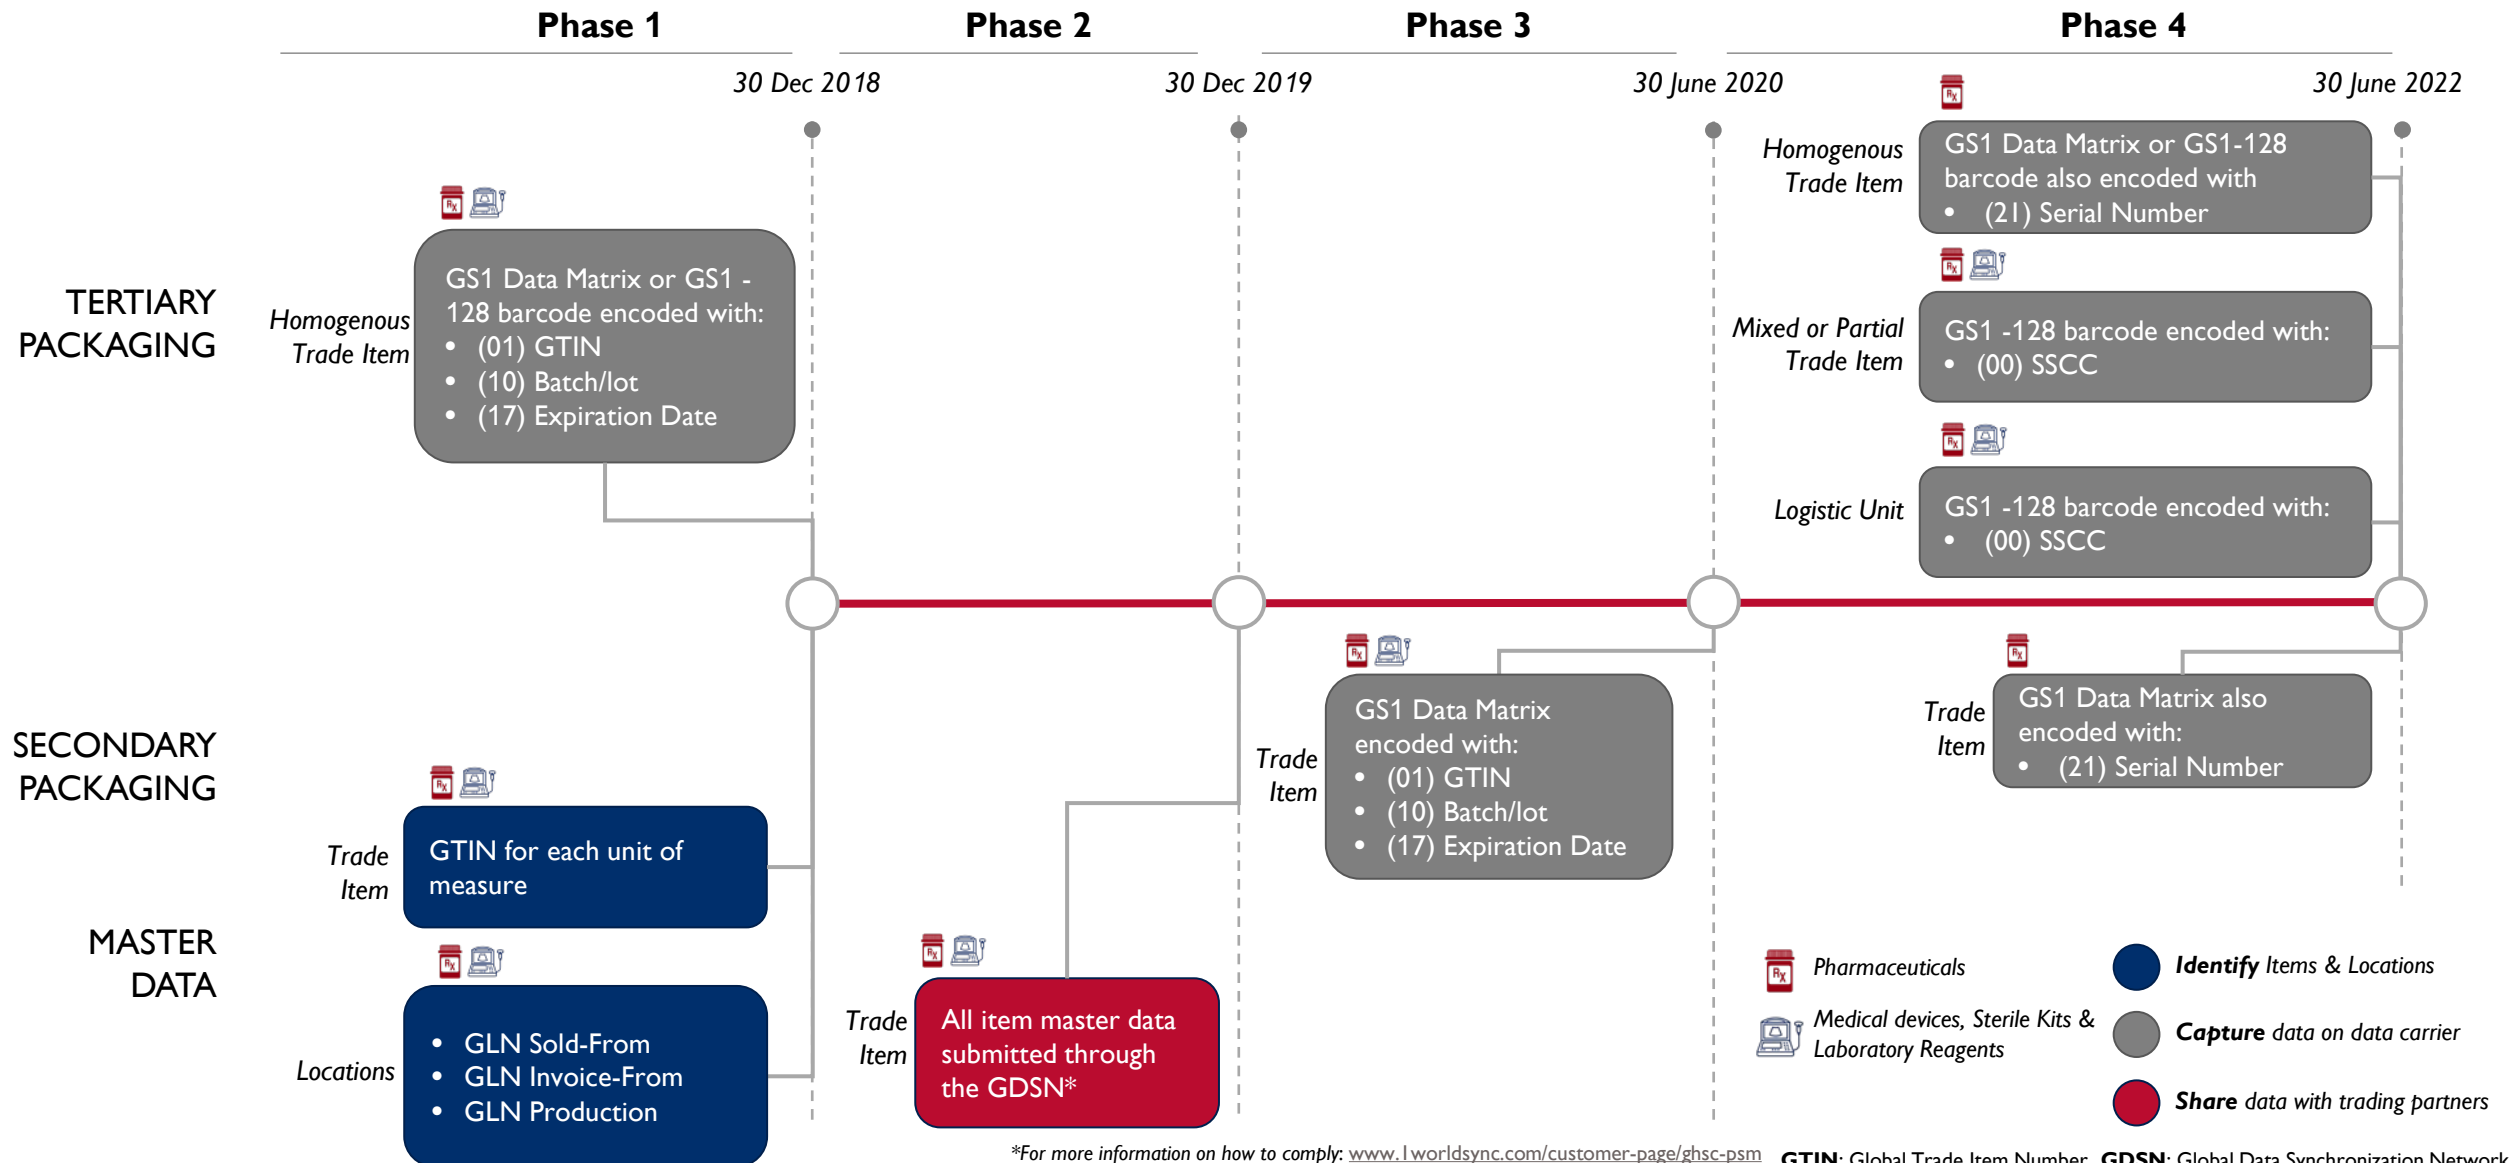 Phase 1
Phase 2
Phase 3
Phase 4
30 Dec 2018
30 Dec 2019
30 June 2020
30 June 2022
TERTIARY
PACKAGING
Homogenous
Trade Item
GS1 Data Matrix or GS1 -
128 barcode encoded with:
• (01) GTIN
• (10) Batch/lot
• (17) Expiration Date
Homogenous
Trade Item
GS1 Data Matrix or GS1-128
barcode also encoded with
• (21) Serial Number
Mixed or Partial
Trade Item
GS1 -128 barcode encoded with:
• (00) SSCC
Logistic Unit
GS1 -128 barcode encoded with:
• (00) SSCC
SECONDARY
PACKAGING
Trade
Item
GS1 Data Matrix
encoded with:
• (01) GTIN
• (10) Batch/lot
• (17) Expiration Date
Trade
Item
GS1 Data Matrix also
encoded with:
• (21) Serial Number
MASTER
DATA
Trade
Item
GTIN for each unit of
measure
Locations
• GLN Sold-From
• GLN Invoice-From
• GLN Production
Trade
Item
All item master data
submitted through
the GDSN*
Rx
Pharmaceuticals
Medical devices, Sterile Kits &
Laboratory Reagents
Identify Items & Locations
Capture data on data carrier
Share data with trading partners
*For more information on how to comply: www.1worldsync.com/customer-page/ghsc-psm
GTIN: Global Trade Item Number GDSN: Global Data Synchronization Network